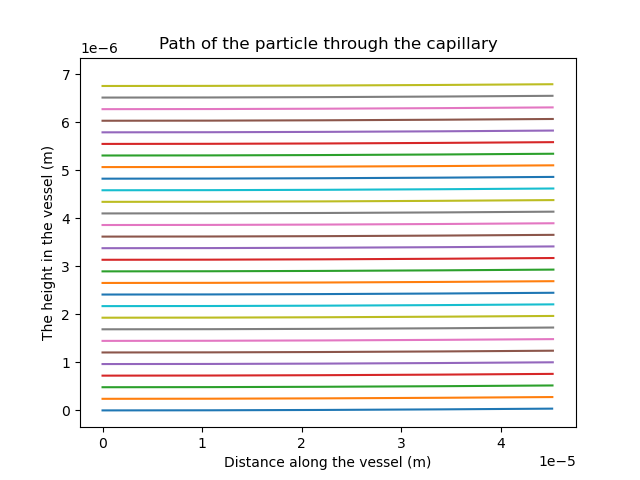 Path of the particle through the capillary
1e−6
7
6
5
4
3
2
1
0
The height in the vessel (m)
0 1 2 3 4
1e−5
Distance along the vessel (m)